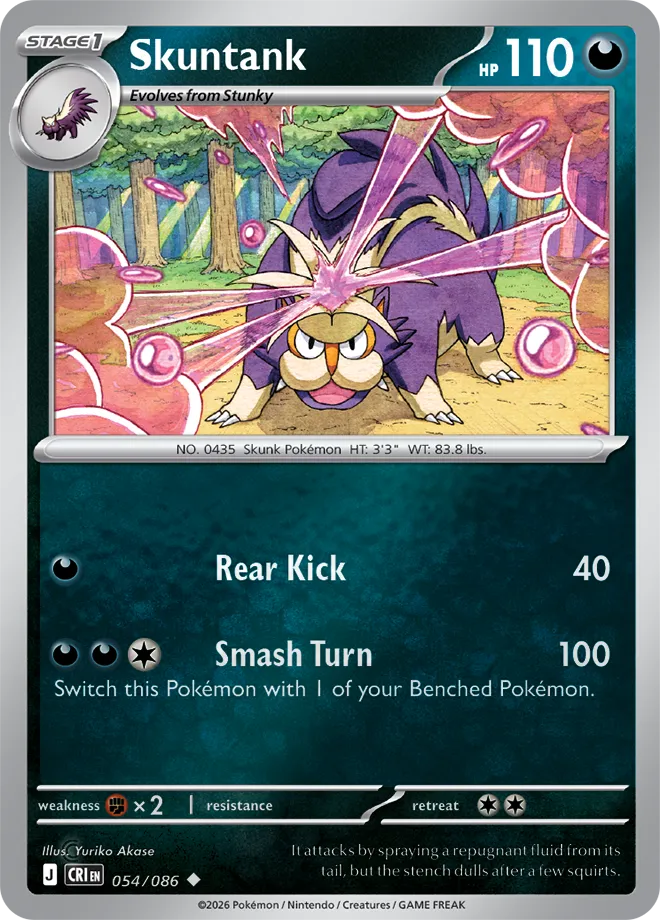 STAGE 1
Skuntank
HP 110
Evolves from Stunky
NO. 0435 Skunk Pokémon HT: 3'3" WT: 83.8 lbs.
Rear Kick 40
Smash Turn 100
Switch this Pokémon with 1 of your Benched Pokémon.
weakness ×2 resistance retreat
Illus. Yuriko Akase
It attacks by spraying a repugnant fluid from its
tail, but the stench dulls after a few squirts.
J CRI EN 054/086
©2026 Pokémon / Nintendo / Creatures / GAME FREAK